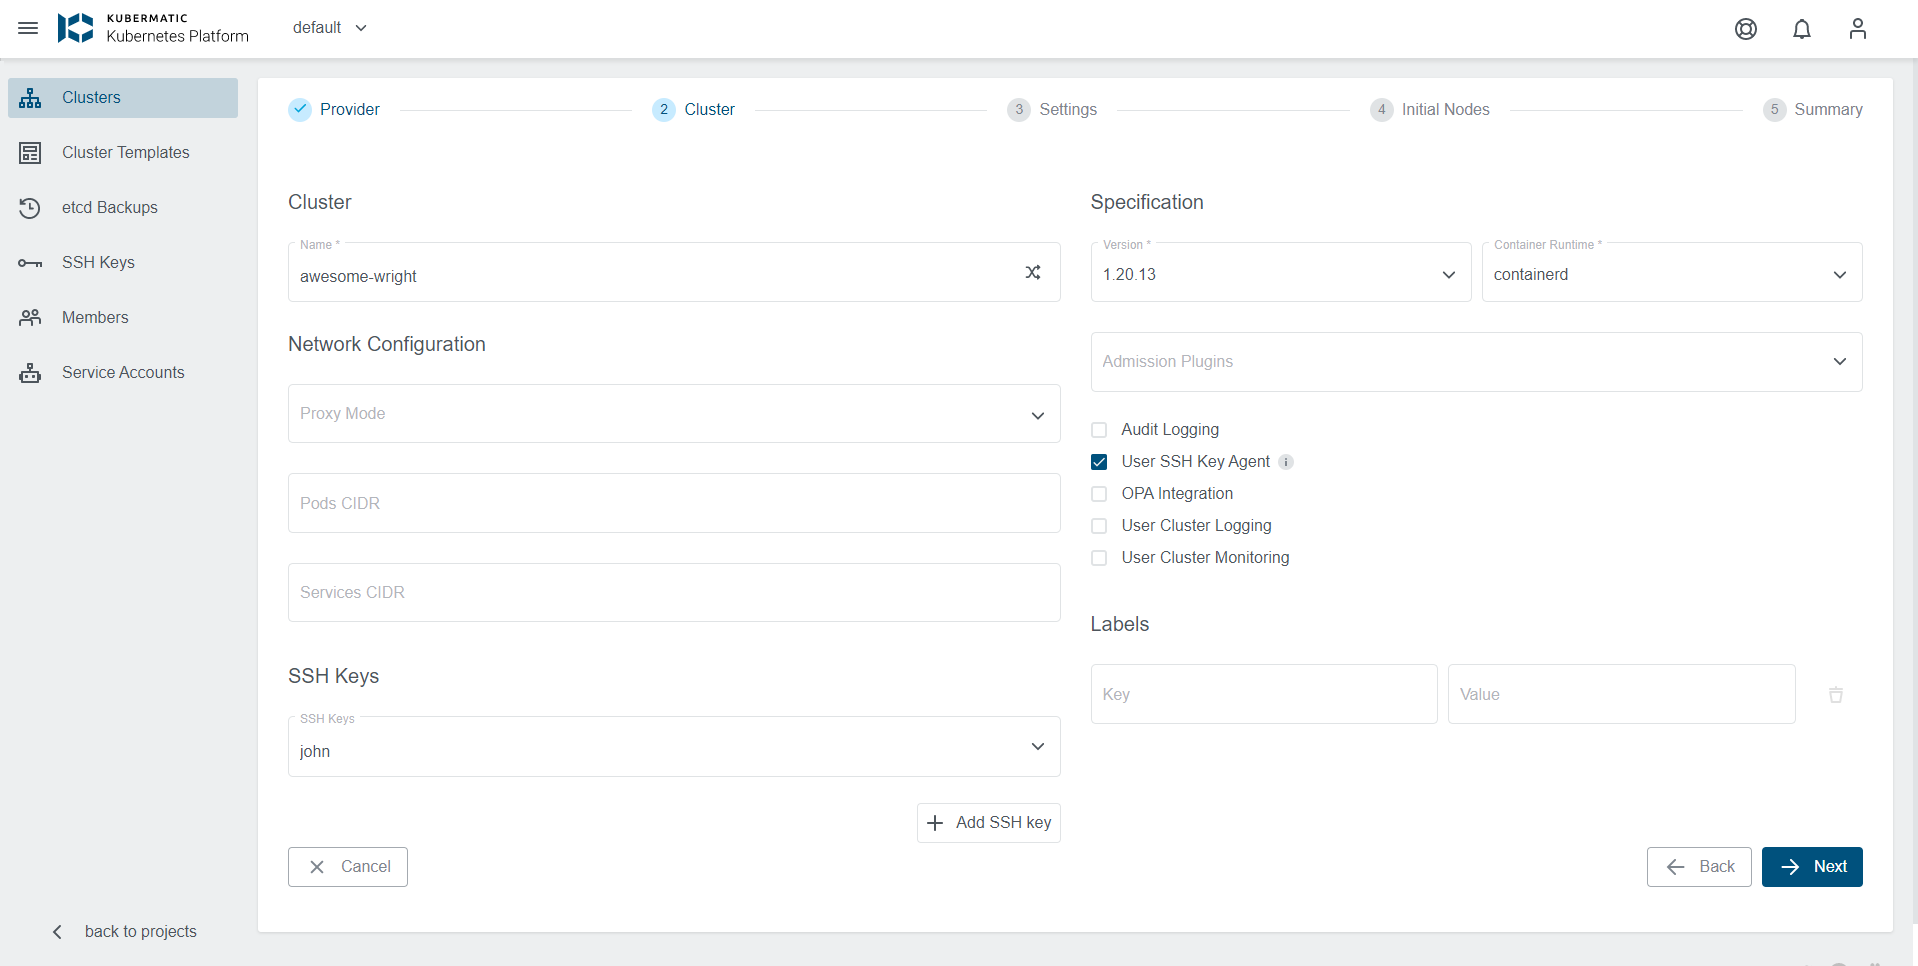 KUBERMATIC
Kubernetes Platform
default
Clusters
Cluster Templates
etcd Backups
SSH Keys
Members
Service Accounts
back to projects
Provider
2 Cluster
3 Settings
4 Initial Nodes
5 Summary
Cluster
Name *
awesome-wright
Network Configuration
Proxy Mode
Pods CIDR
Services CIDR
SSH Keys
SSH Keys
john
Add SSH key
Cancel
Specification
Version *
1.20.13
Container Runtime *
containerd
Admission Plugins
Audit Logging
User SSH Key Agent
OPA Integration
User Cluster Logging
User Cluster Monitoring
Labels
Key
Value
Back
Next